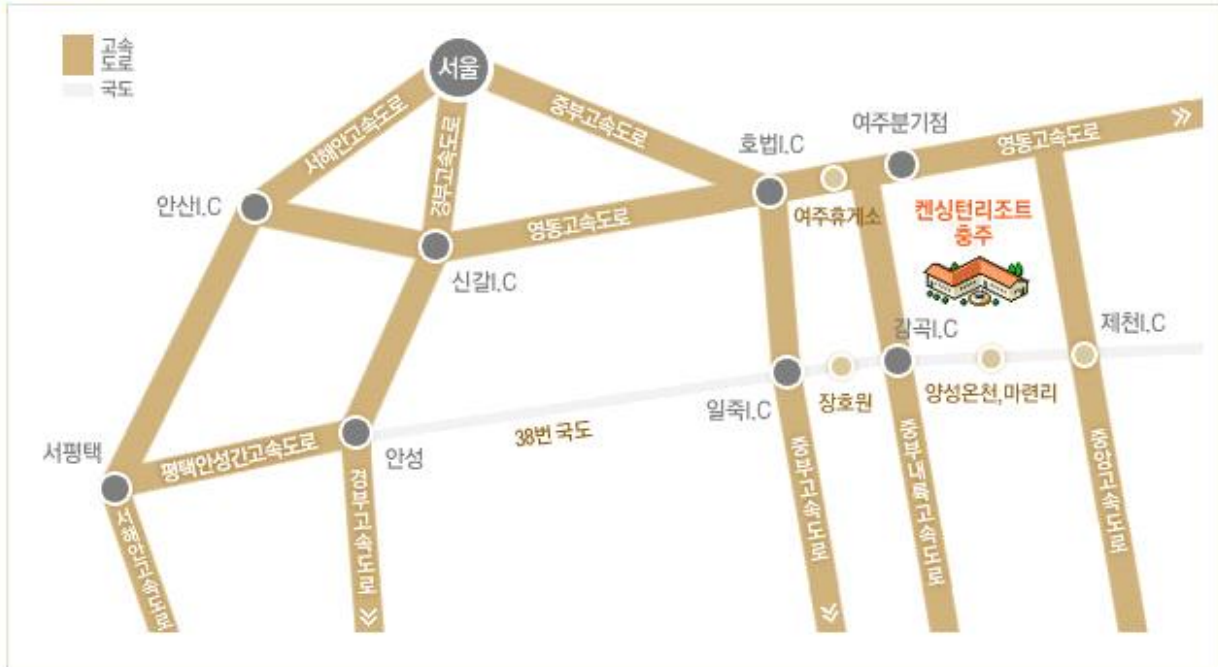 고속
도로
국도
서울
서해안고속도로
경부고속도로
중부고속도로
호법I.C
여주분기점
영동고속도로
안산I.C
신갈I.C
영동고속도로
여주휴게소
켄싱턴리조트
충주
감곡I.C
제천I.C
일죽I.C
장호원
양성온천,마련리
서평택
평택안성간고속도로
안성
38번 국도
서해안고속도로
경부고속도로
중부고속도로
중부내륙고속도로
중앙고속도로